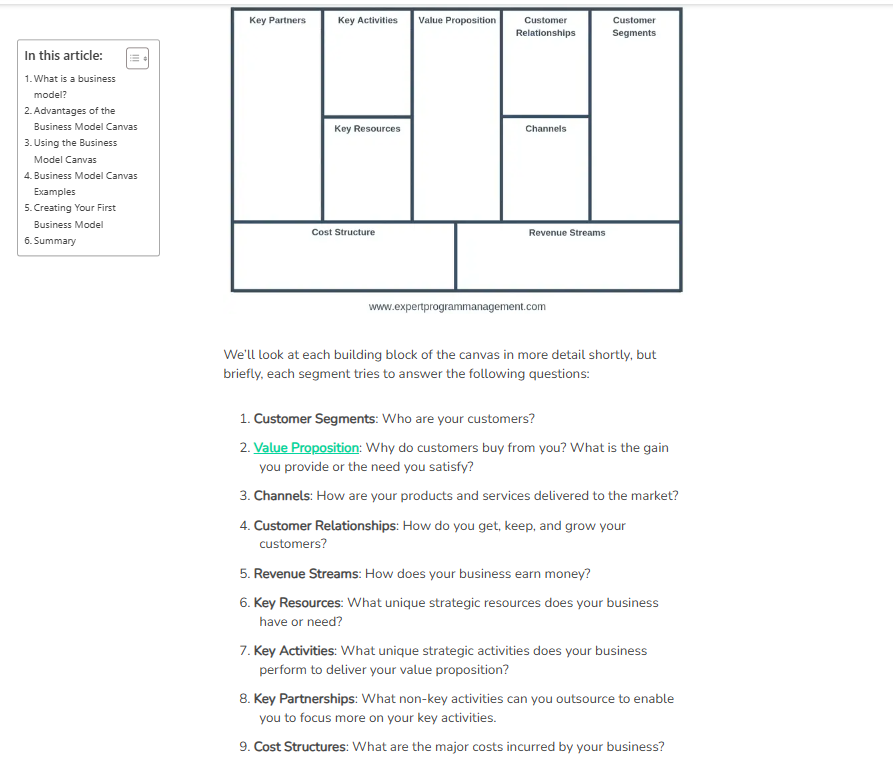 Key Partners
Key Activities
Value Proposition
Customer
Relationships
Customer
Segments
Key Resources
Channels
Cost Structure
Revenue Streams
www.expertprogrammanagement.com
In this article:
1. What is a business
model?
2. Advantages of the
Business Model Canvas
3. Using the Business
Model Canvas
4. Business Model Canvas
Examples
5. Creating Your First
Business Model
6. Summary
We'll look at each building block of the canvas in more detail shortly, but
briefly, each segment tries to answer the following questions:
1. Customer Segments: Who are your customers?
2. Value Proposition: Why do customers buy from you? What is the gain
you provide or the need you satisfy?
3. Channels: How are your products and services delivered to the market?
4. Customer Relationships: How do you get, keep, and grow your
customers?
5. Revenue Streams: How does your business earn money?
6. Key Resources: What unique strategic resources does your business
have or need?
7. Key Activities: What unique strategic activities does your business
perform to deliver your value proposition?
8. Key Partnerships: What non-key activities can you outsource to enable
you to focus more on your key activities.
9. Cost Structures: What are the major costs incurred by your business?